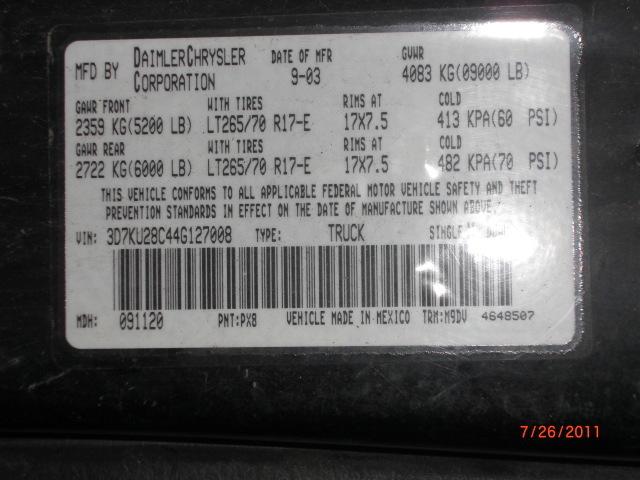 MFD BY DAIMLERCHRYSLER CORPORATION DATE OF MFR 9-03 GVWR 4083 KG(09000 LB)
GAWR FRONT WITH TIRES RIMS AT COLD
2359 KG(5200 LB) LT265/70 R17-E 17X7.5 413 KPA(60 PSI)
GAWR REAR WITH TIRES RIMS AT COLD
2722 KG(6000 LB) LT265/70 R17-E 17X7.5 482 KPA(70 PSI)
THIS VEHICLE CONFORMS TO ALL APPLICABLE FEDERAL MOTOR VEHICLE SAFETY AND THEFT
PREVENTION STANDARDS IN EFFECT ON THE DATE OF MANUFACTURE SHOWN ABOVE.
VIN: 3D7KU28C44G127008 TYPE: TRUCK SINGLE
MDH: 091120 PNT:PX8 VEHICLE MADE IN MEXICO TRM:M9DV 4648507
7/26/2011